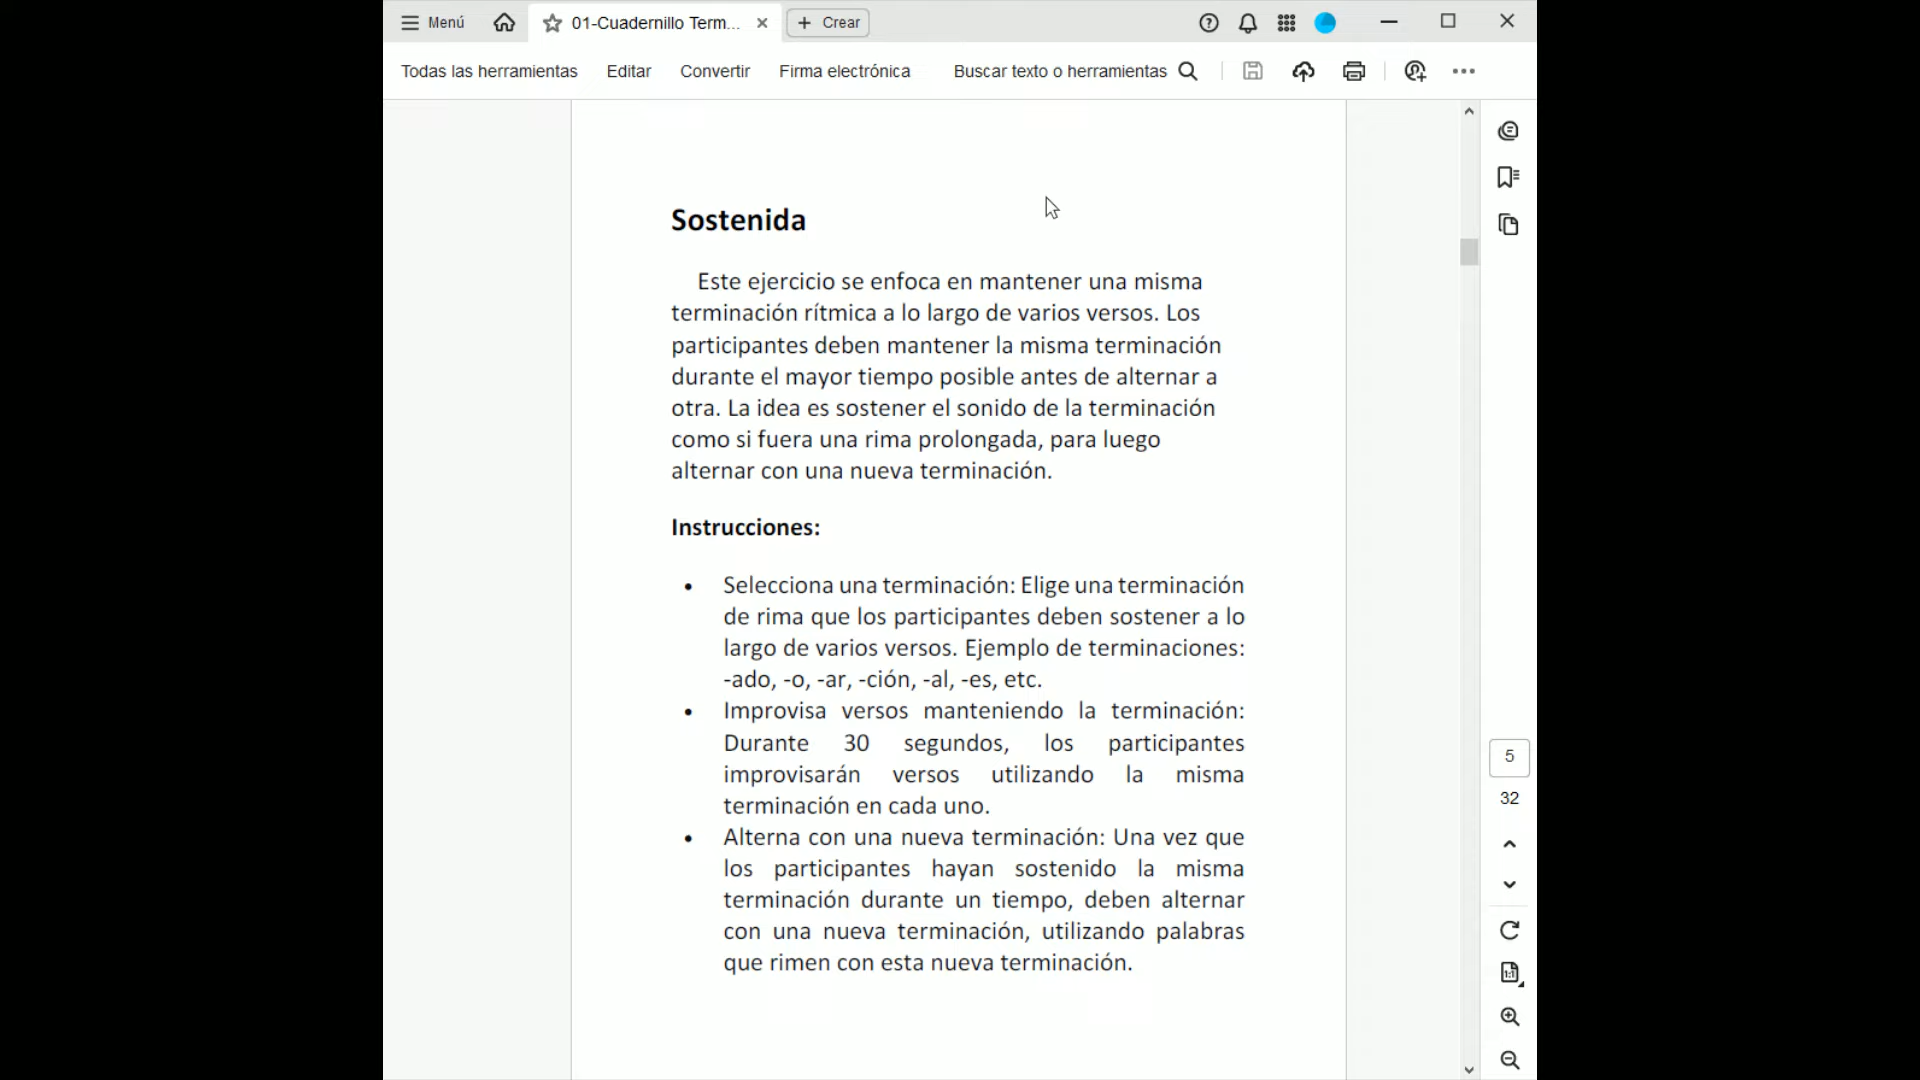 Menú
01-Cuadernillo Term...
Crear
Todas las herramientas
Editar
Convertir
Firma electrónica
Buscar texto o herramientas
Sostenida
Este ejercicio se enfoca en mantener una misma
terminación rítmica a lo largo de varios versos. Los
participantes deben mantener la misma terminación
durante el mayor tiempo posible antes de alternar a
otra. La idea es sostener el sonido de la terminación
como si fuera una rima prolongada, para luego
alternar con una nueva terminación.
Instrucciones:
• Selecciona una terminación: Elige una terminación
de rima que los participantes deben sostener a lo
largo de varios versos. Ejemplo de terminaciones:
-ado, -o, -ar, -ción, -al, -es, etc.
• Improvisa versos manteniendo la terminación:
Durante 30 segundos, los participantes
improvisarán versos utilizando la misma
terminación en cada uno.
• Alterna con una nueva terminación: Una vez que
los participantes hayan sostenido la misma
terminación durante un tiempo, deben alternar
con una nueva terminación, utilizando palabras
que rimen con esta nueva terminación.
5
32
1:1